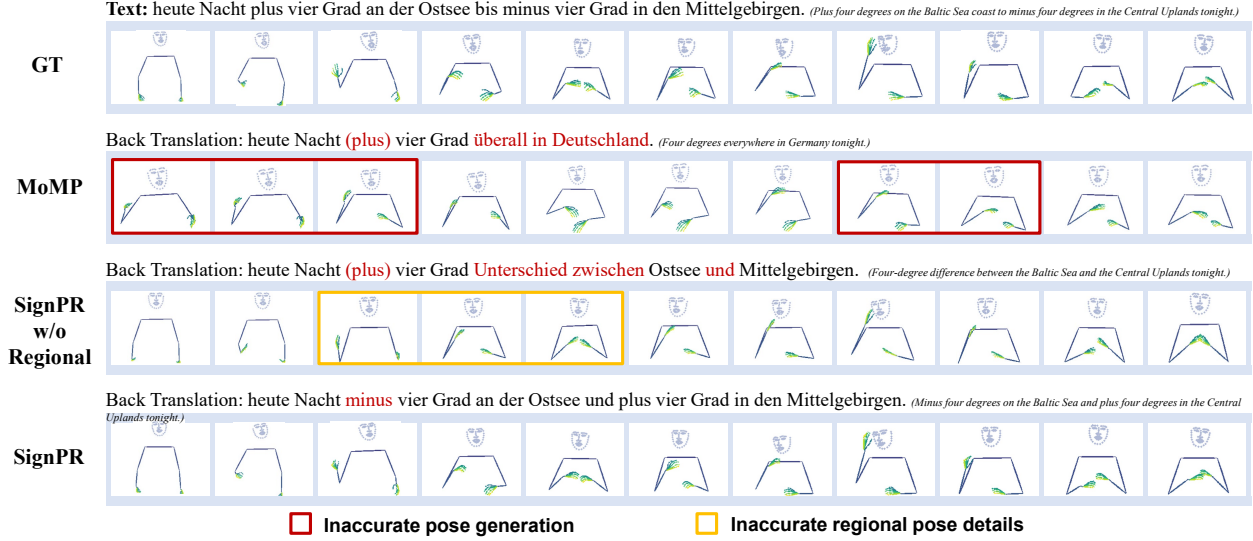 Text: heute Nacht plus vier Grad an der Ostsee bis minus vier Grad in den Mittelgebirgen. (Plus four degrees on the Baltic Sea coast to minus four degrees in the Central Uplands tonight.)
GT
Back Translation: heute Nacht (plus) vier Grad überall in Deutschland. (Four degrees everywhere in Germany tonight.)
MoMP
Back Translation: heute Nacht (plus) vier Grad Unterschied zwischen Ostsee und Mittelgebirgen. (Four-degree difference between the Baltic Sea and the Central Uplands tonight.)
SignPR
w/o
Regional
Back Translation: heute Nacht minus vier Grad an der Ostsee und plus vier Grad in den Mittelgebirgen. (Minus four degrees on the Baltic Sea and plus four degrees in the Central
Uplands tonight.)
SignPR
Inaccurate pose generation
Inaccurate regional pose details